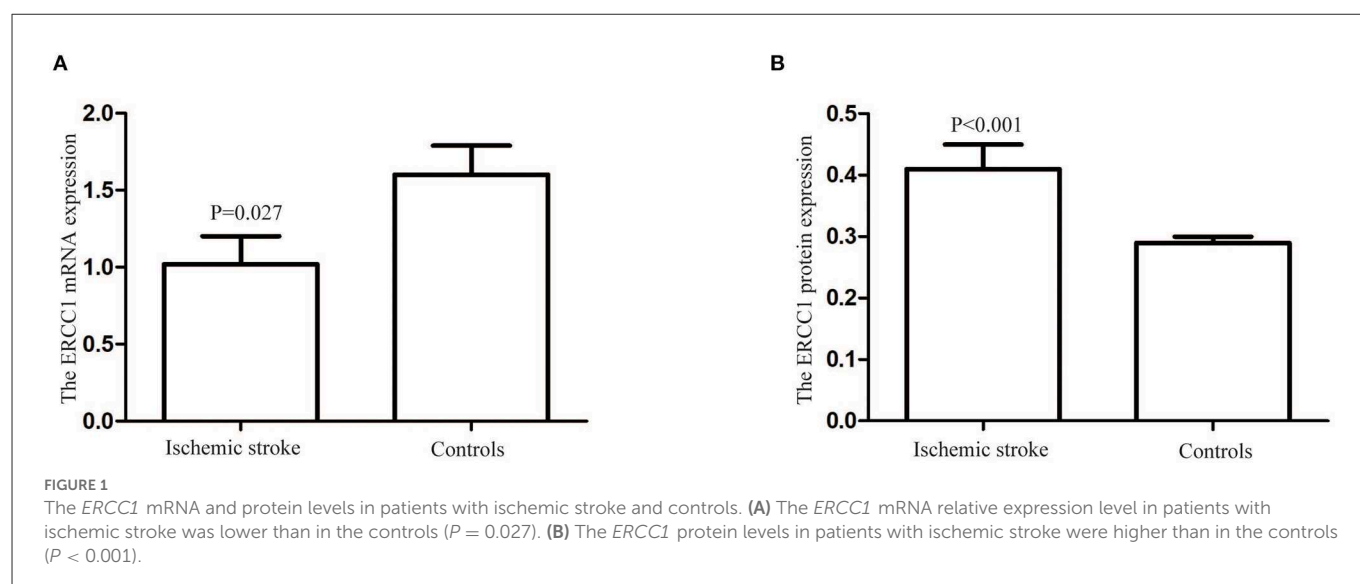 A
The ERCC1 mRNA expression
2.0
1.5
1.0
0.5
0.0
P=0.027
Ischemic stroke
Controls
B
The ERCC1 protein expression
0.5
0.4
0.3
0.2
0.1
0.0
P<0.001
Ischemic stroke
Controls
FIGURE 1
The ERCC1 mRNA and protein levels in patients with ischemic stroke and controls. (A) The ERCC1 mRNA relative expression level in patients with
ischemic stroke was lower than in the controls (P = 0.027). (B) The ERCC1 protein levels in patients with ischemic stroke were higher than in the controls
(P < 0.001).